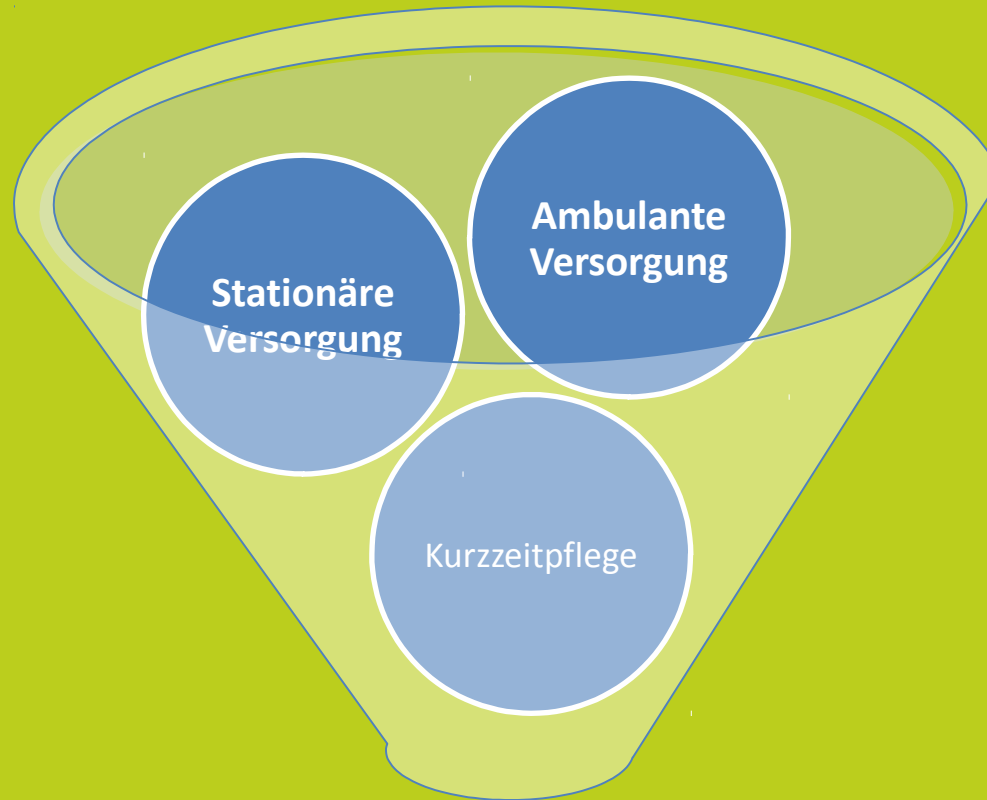 Ambulante
Versorgung
Stationäre
Versorgung
Kurzzeitpflege